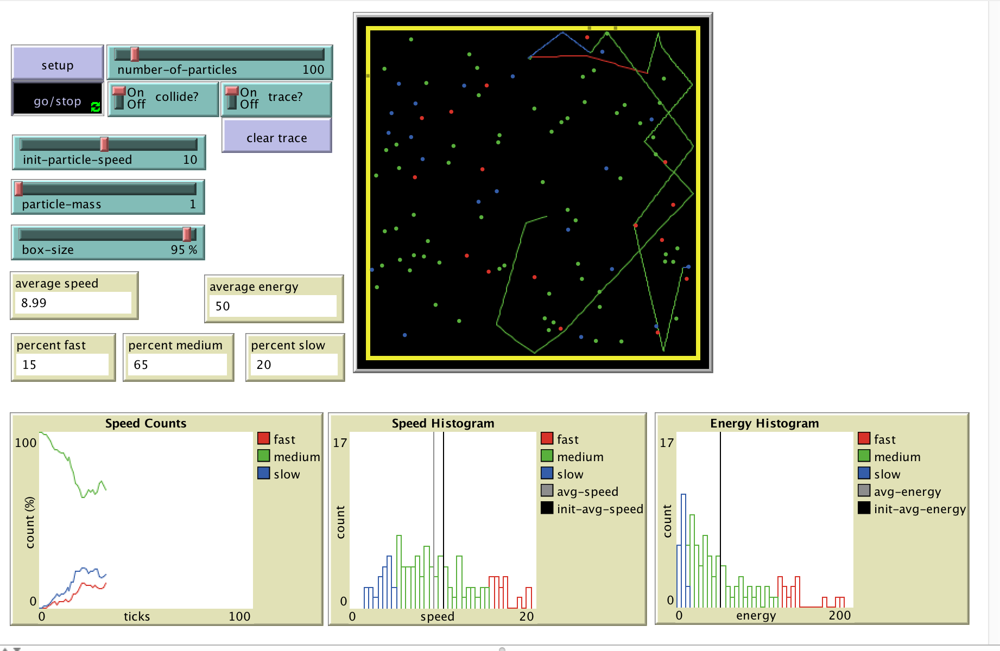 setup
number-of-particles 100
go/stop
On
Off
collide?
On
Off
trace?
clear trace
init-particle-speed 10
particle-mass 1
box-size 95 %
average speed
8.99
average energy
50
percent fast
15
percent medium
65
percent slow
20
Speed Counts
100
0
count (%)
0 ticks 100
fast
medium
slow
Speed Histogram
17
0
count
0 speed 20
fast
medium
slow
avg-speed
init-avg-speed
Energy Histogram
17
0
count
0 energy 200
fast
medium
slow
avg-energy
init-avg-energy